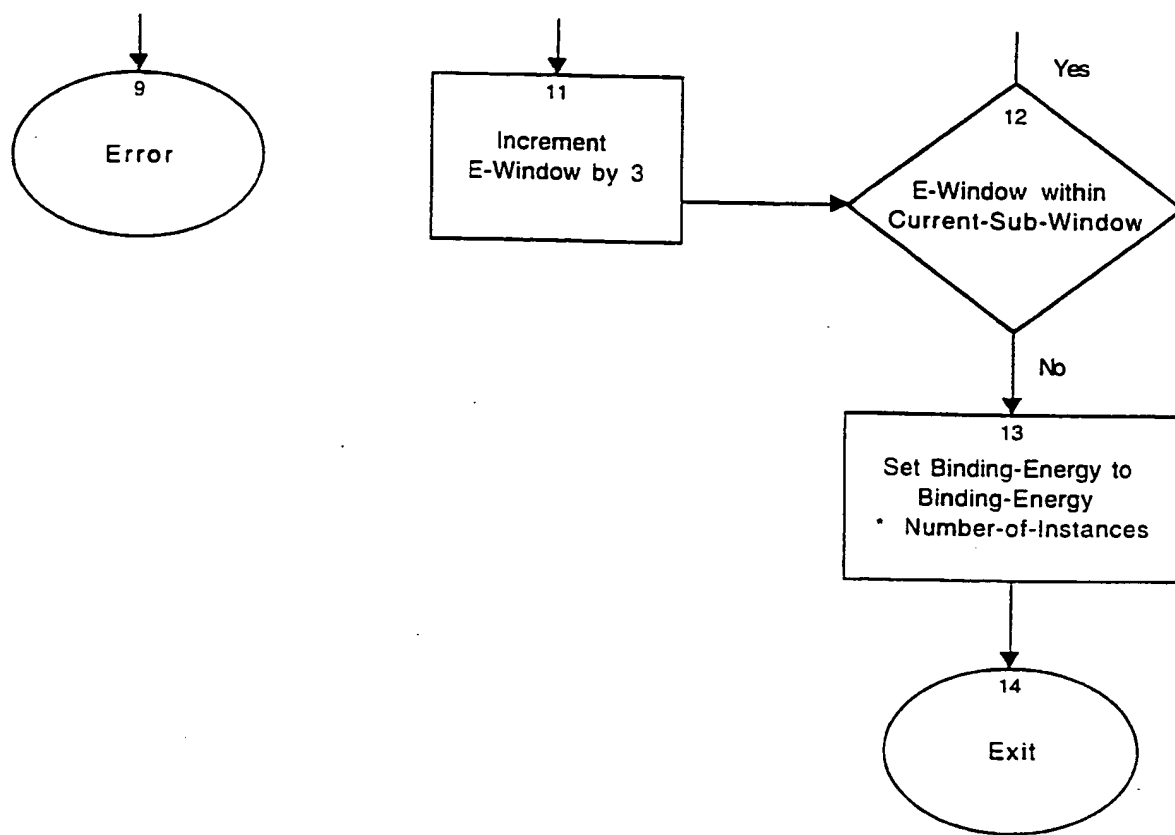 9
Error
11
Increment
E-Window by 3
Yes
12
E-Window within
Current-Sub-Window
No
13
Set Binding-Energy to
Binding-Energy
* Number-of-Instances
14
Exit